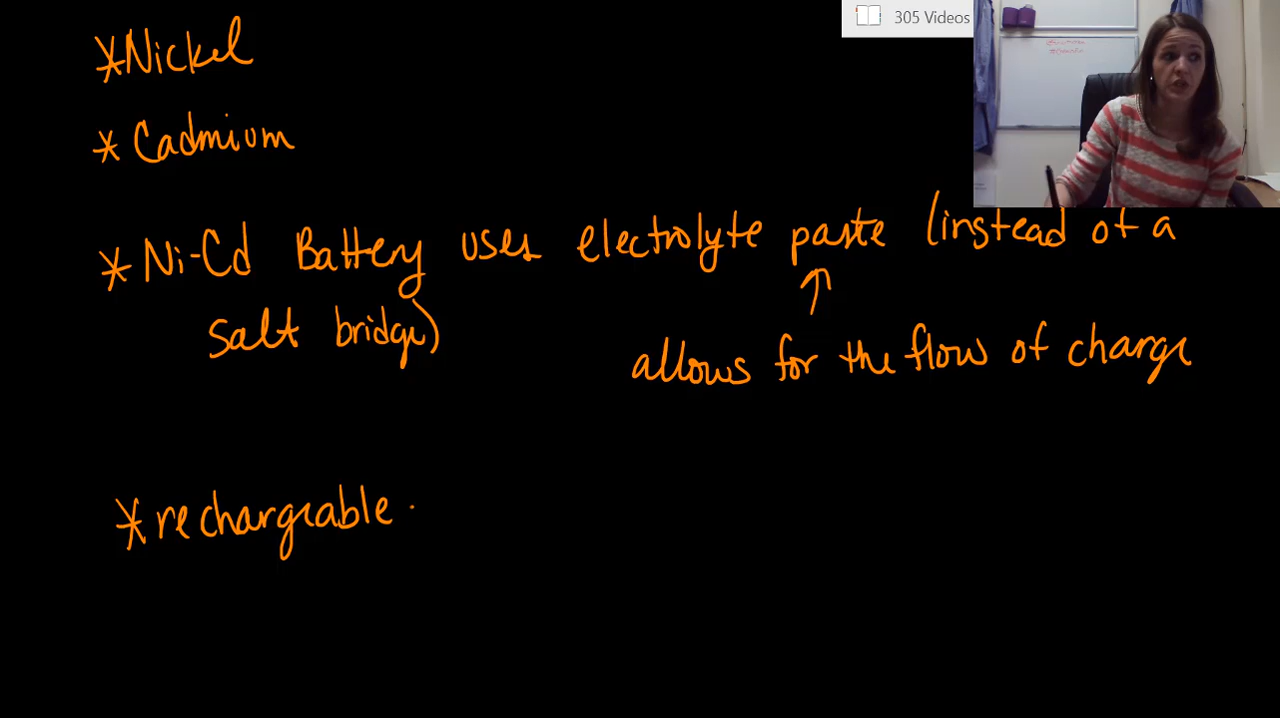 305 Videos
*Nickel
* Cadmium
* Ni-Cd Battery uses electrolyte paste (instead of a
salt bridge)
↑
allows for the flow of charge
*rechargeable